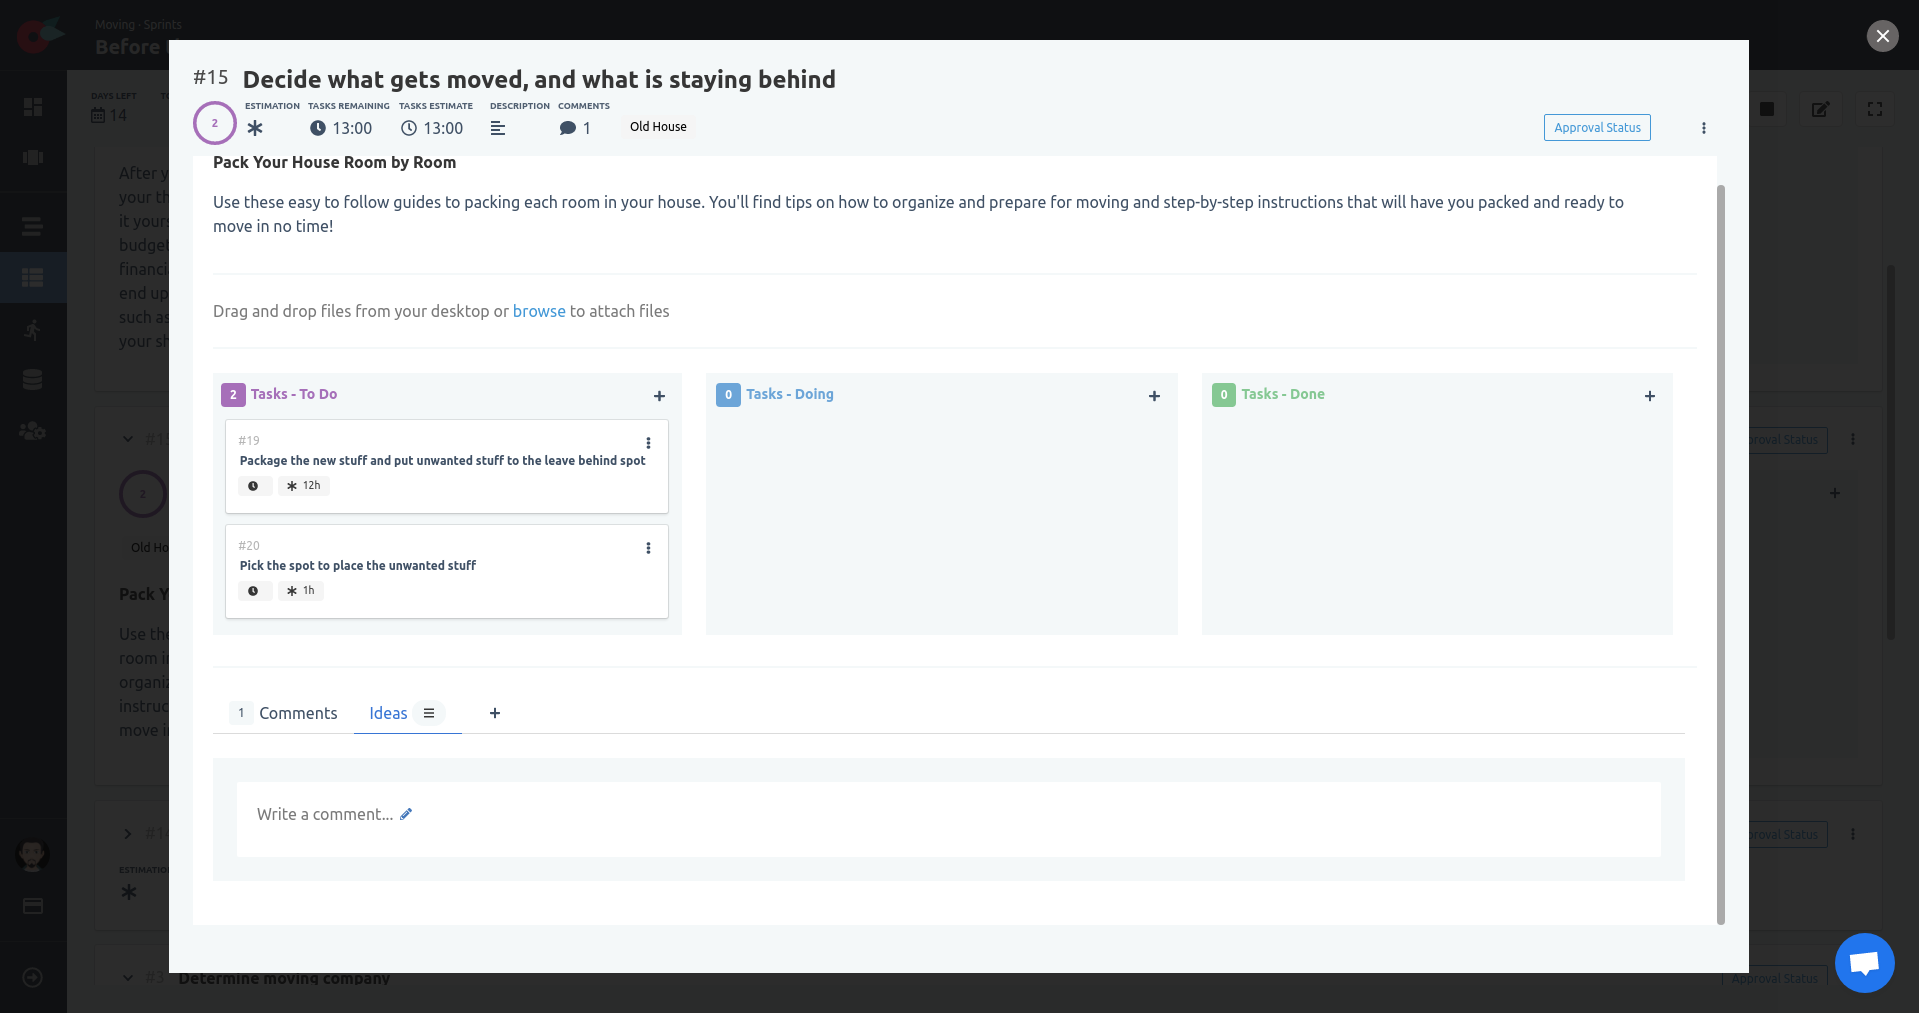 Moving - Sprints
Before
#15 Decide what gets moved, and what is staying behind
2
ESTIMATION
TASKS REMAINING
13:00
TASKS ESTIMATE
13:00
DESCRIPTION
COMMENTS
1
Old House
Approval Status
Pack Your House Room by Room
Use these easy to follow guides to packing each room in your house. You'll find tips on how to organize and prepare for moving and step-by-step instructions that will have you packed and ready to
move in no time!
Drag and drop files from your desktop or browse to attach files
2 Tasks - To Do
#19
Package the new stuff and put unwanted stuff to the leave behind spot
12h
#20
Pick the spot to place the unwanted stuff
1h
0 Tasks - Doing
0 Tasks - Done
1 Comments
Ideas
Write a comment...
DAYS LEFT
14
After y
your th
it yours
budget
financi
end up
such as
your sh
#15
2
Old Ho
Pack Y
Use the
room i
organiz
instruc
move i
proval Status
#14
ESTIMATION
proval Status
#3 Determine moving company
Approval Status